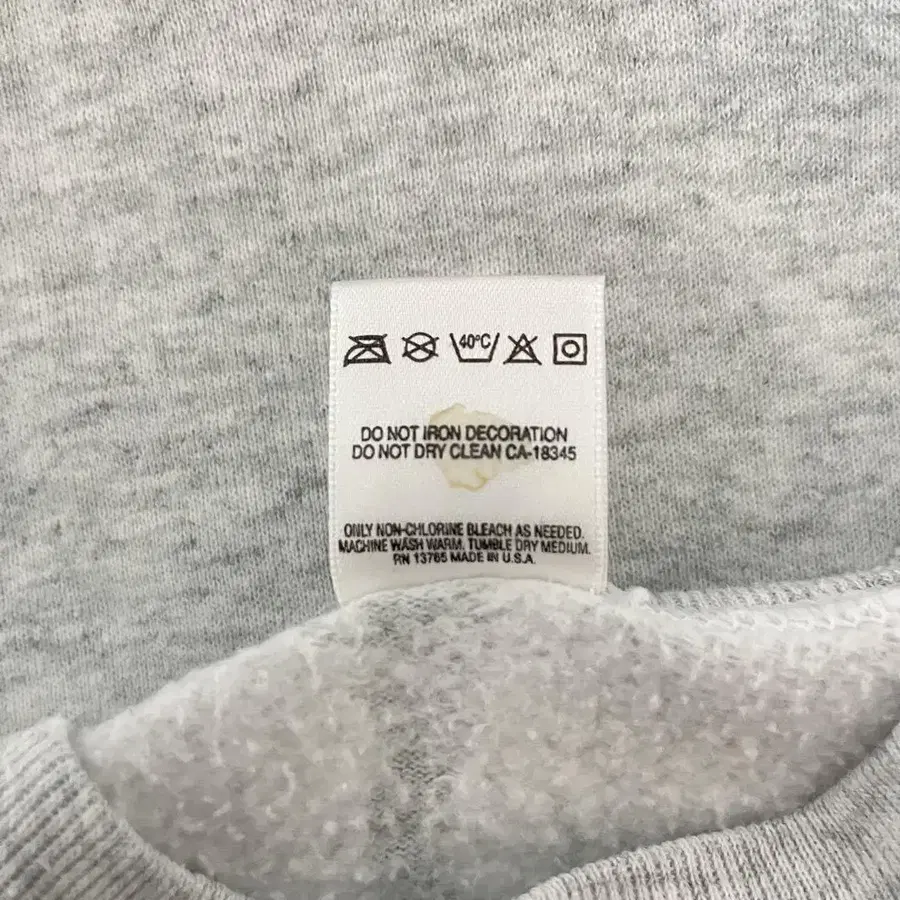 40°C
DO NOT IRON DECORATION
DO NOT DRY CLEAN CA-18345
ONLY NON-CHLORINE BLEACH AS NEEDED.
MACHINE WASH WARM. TUMBLE DRY MEDIUM.
RN 13765 MADE IN U.S.A.